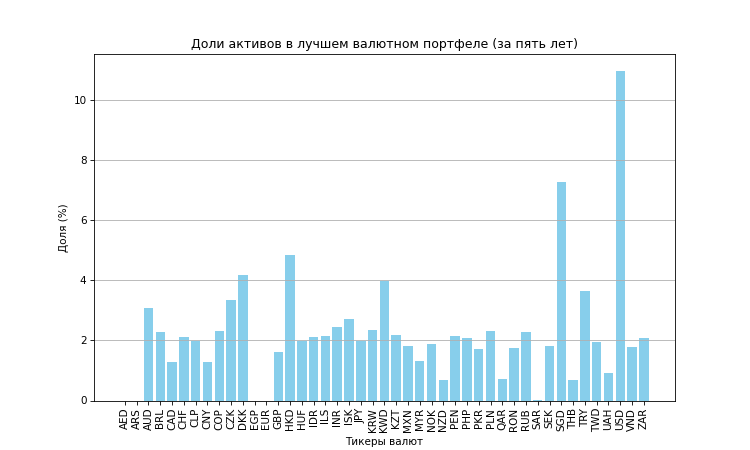 Доли активов в лучшем валютном портфеле (за пять лет)
Доля (%)
10
8
6
4
2
0
AED ARS AUD BRL CAD CHF CLP CNY COP CZK DKK EGP EUR GBP HKD HUF IDR ILS INR ISK JPY KRW KWD KZT MXN MYR NOK NZD PEN PHP PKR PLN QAR RON RUB SAR SEK SGD THB TRY TWD UAH USD VND ZAR
Тикеры валют